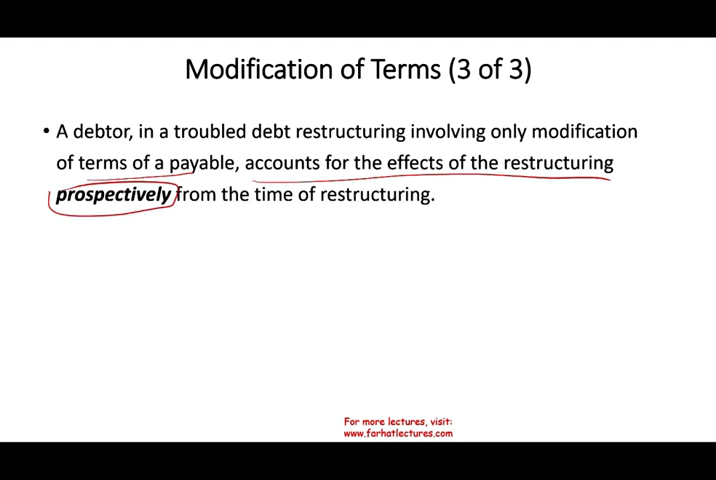 Modification of Terms (3 of 3)
• A debtor, in a troubled debt restructuring involving only modification
of terms of a payable, accounts for the effects of the restructuring
prospectively from the time of restructuring.
For more lectures, visit:
www.farhatlectures.com